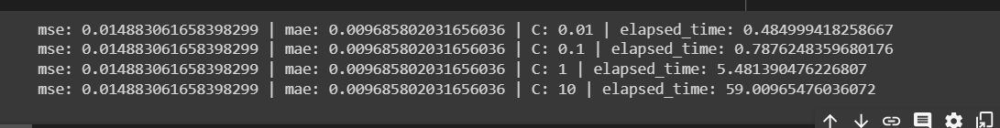 mse: 0.014883061658398299 | mae: 0.009685802031656036 | C: 0.01 | elapsed_time: 0.484999418258667
mse: 0.014883061658398299 | mae: 0.009685802031656036 | C: 0.1 | elapsed_time: 0.7876248359680176
mse: 0.014883061658398299 | mae: 0.009685802031656036 | C: 1 | elapsed_time: 5.481390476226807
mse: 0.014883061658398299 | mae: 0.009685802031656036 | C: 10 | elapsed_time: 59.00965476036072